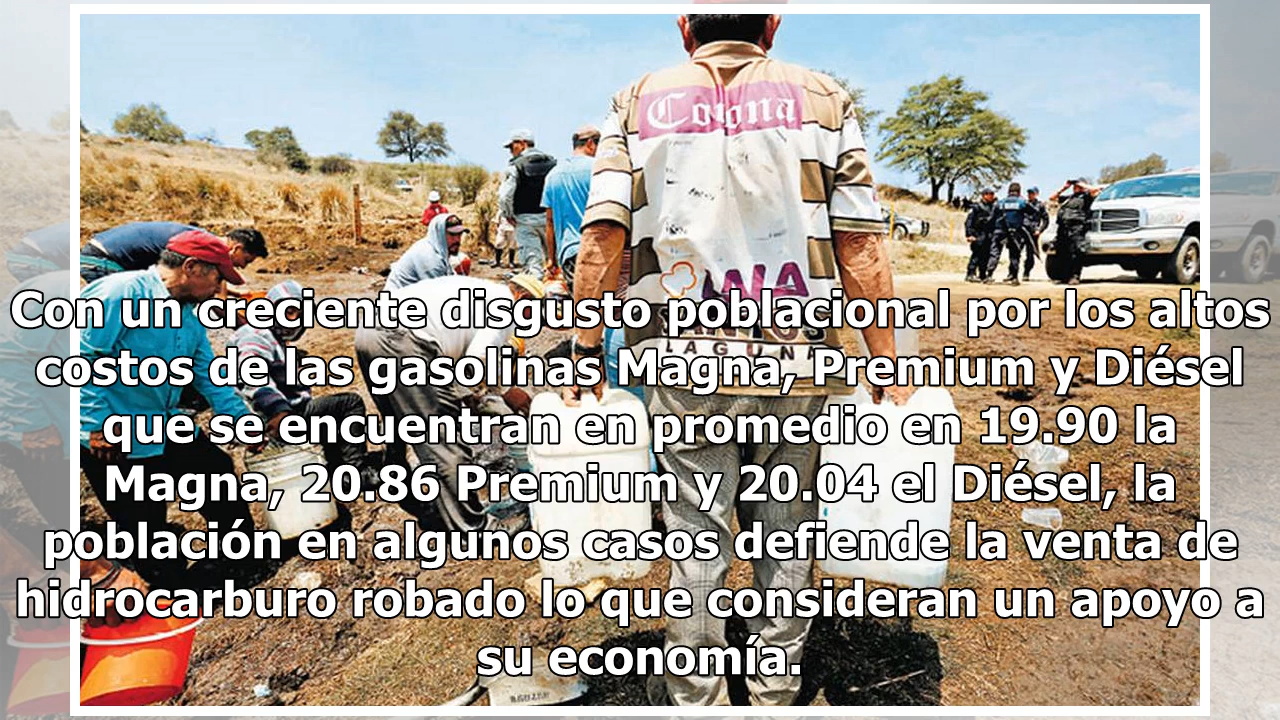 Corona
LALA
LAGUNA
Con un creciente disgusto poblacional por los altos
costos de las gasolinas Magna, Premium y Diésel
que se encuentran en promedio en 19.90 la
Magna, 20.86 Premium y 20.04 el Diésel, la
población en algunos casos defiende la venta de
hidrocarburo robado lo que consideran un apoyo a
su economía.